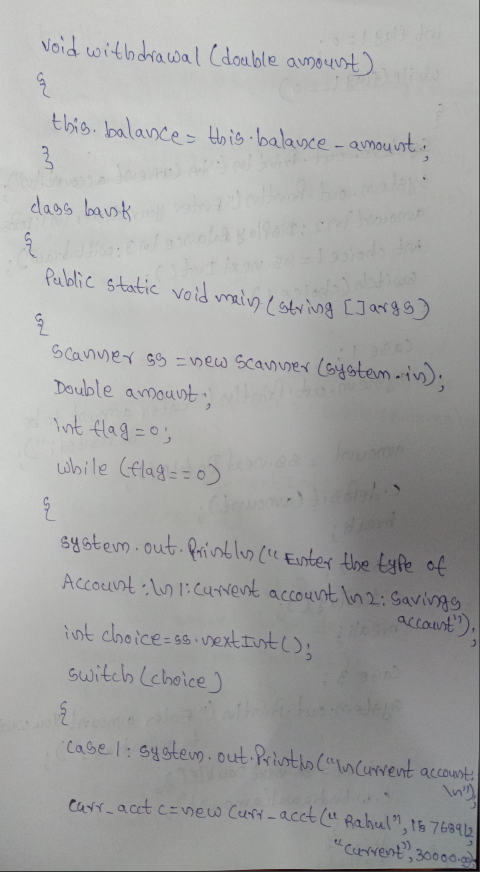 void withdrawal (double amount)
{
this.balance = this.balance - amount;
}
class bank
{
Public static void main (string [] args)
{
scanner ss = new scanner (system.in);
Double amount;
int flag = 0;
while (flag == 0)
{
system.out.Println ("Enter the type of
Account :\n 1: Current account \n 2: Savings
account");
int choice = ss.nextInt();
switch (choice)
{
case 1: system.out.Println ("\n Current account:
\n");
curr_acct c = new curr_acct ("Rahul",
"current"), 30000.